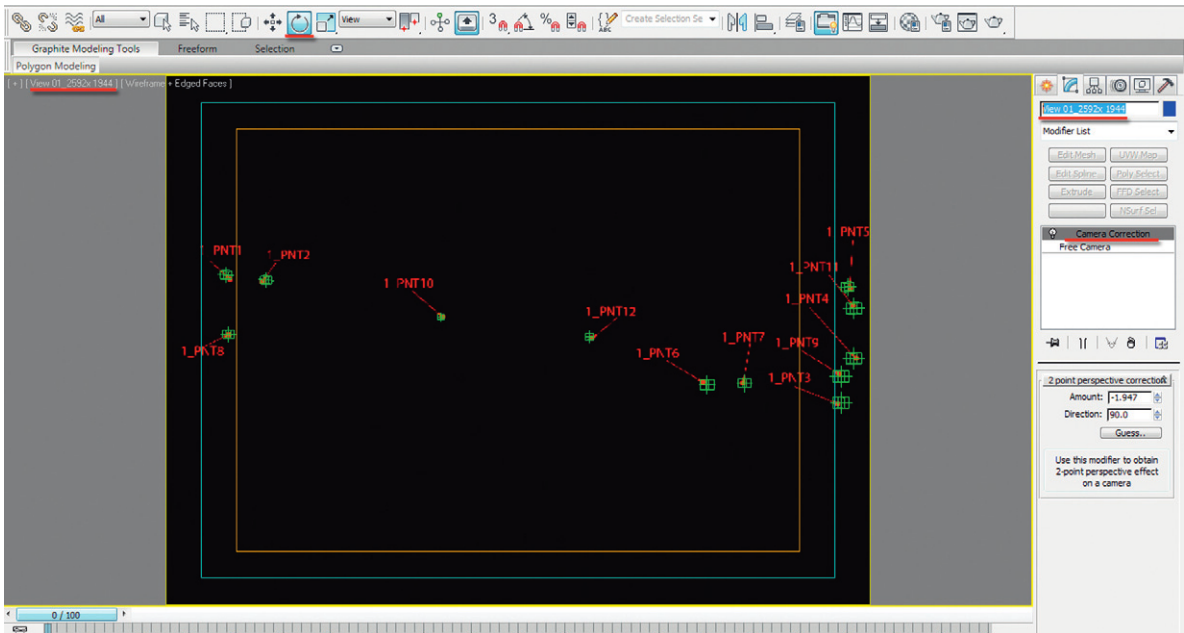 All
View
3
ABC
Create Selection Se
Graphite Modeling Tools
Freeform
Selection
Polygon Modeling
[ + ] [ View 01_2592x 1944 ] [ Wireframe + Edged Faces ]
View 01_2592x 1944
Modifier List
Edit Mesh
UVW Map
Edit Spline
Poly Select
Extrude
FFD Select
NSurf Sel
Camera Correction
Free Camera
1_PNT5
1_PNT1
1_PNT2
1_PNT11
1_PNT10
1_PNT4
1_PNT12
1_PNT7
1_PNT9
1_PNT8
1_PNT6
1_PNT3
2 point perspective correction
Amount: -1.947
Direction: 90.0
Guess..
Use this modifier to obtain
2-point perspective effect
on a camera
0 / 100